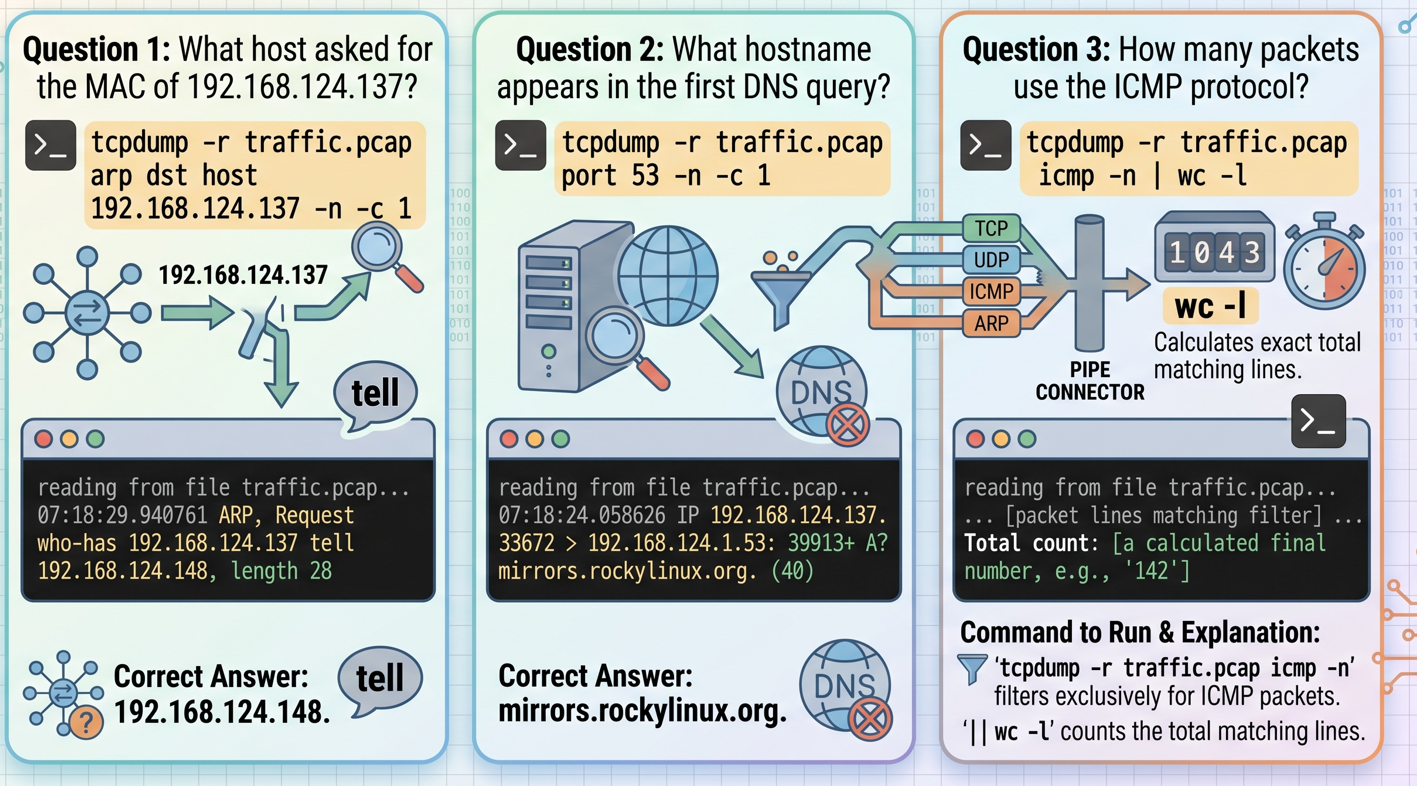 Question 1: What host asked for
the MAC of 192.168.124.137?
>_
tcpdump -r traffic.pcap
arp dst host
192.168.124.137 -n -c 1
192.168.124.137
tell
reading from file traffic.pcap...
07:18:29.940761 ARP, Request
who-has 192.168.124.137 tell
192.168.124.148, length 28
?
Correct Answer:
192.168.124.148.
tell
Question 2: What hostname
appears in the first DNS query?
>_
tcpdump -r traffic.pcap
port 53 -n -c 1
DNS
reading from file traffic.pcap...
07:18:24.058626 IP 192.168.124.137.
33672 > 192.168.124.1.53: 39913+ A?
mirrors.rockylinux.org. (40)
Correct Answer:
mirrors.rockylinux.org.
DNS
Question 3: How many packets
use the ICMP protocol?
>_
tcpdump -r traffic.pcap
icmp -n | wc -l
TCP
UDP
ICMP
ARP
PIPE
CONNECTOR
1043
wc -l
Calculates exact total
matching lines.
>_
reading from file traffic.pcap...
... [packet lines matching filter] ...
Total count: [a calculated final
number, e.g., '142']
Command to Run & Explanation:
'tcpdump -r traffic.pcap icmp -n'
filters exclusively for ICMP packets.
'|| wc -l' counts the total matching lines.